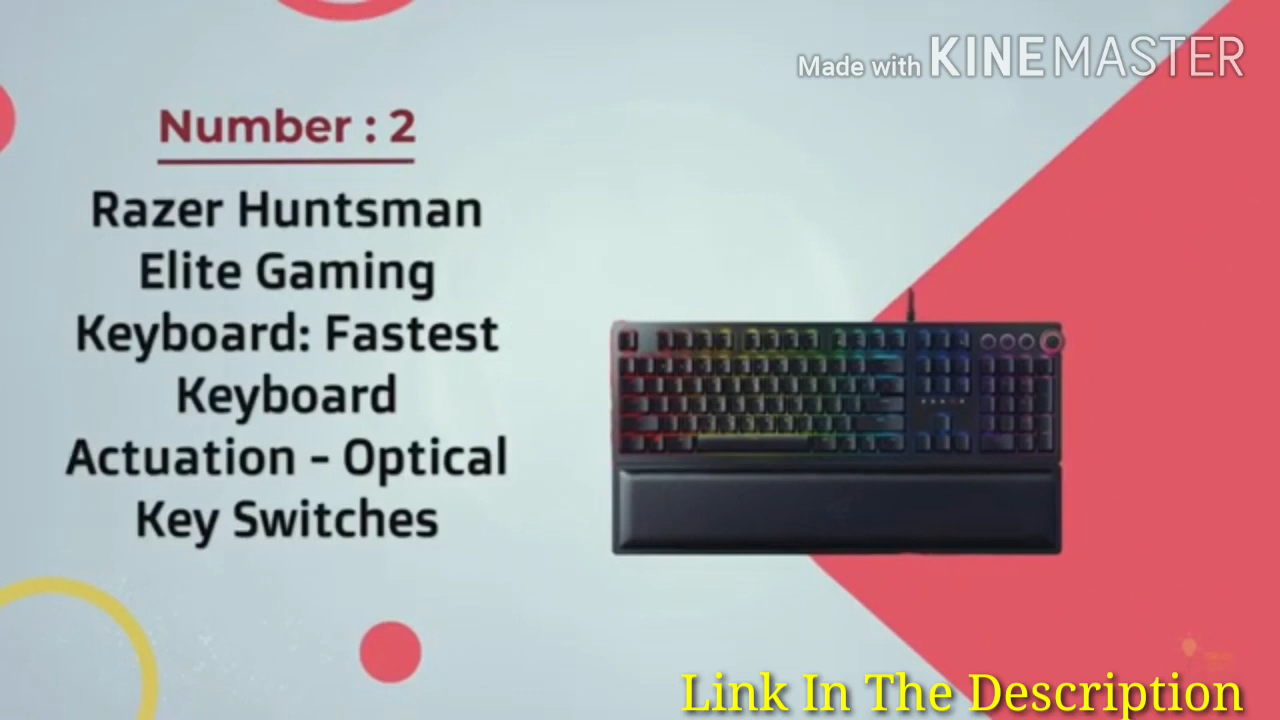 Made with KINEMASTER
Number : 2
Razer Huntsman
Elite Gaming
Keyboard: Fastest
Keyboard
Actuation - Optical
Key Switches
Link In The Description